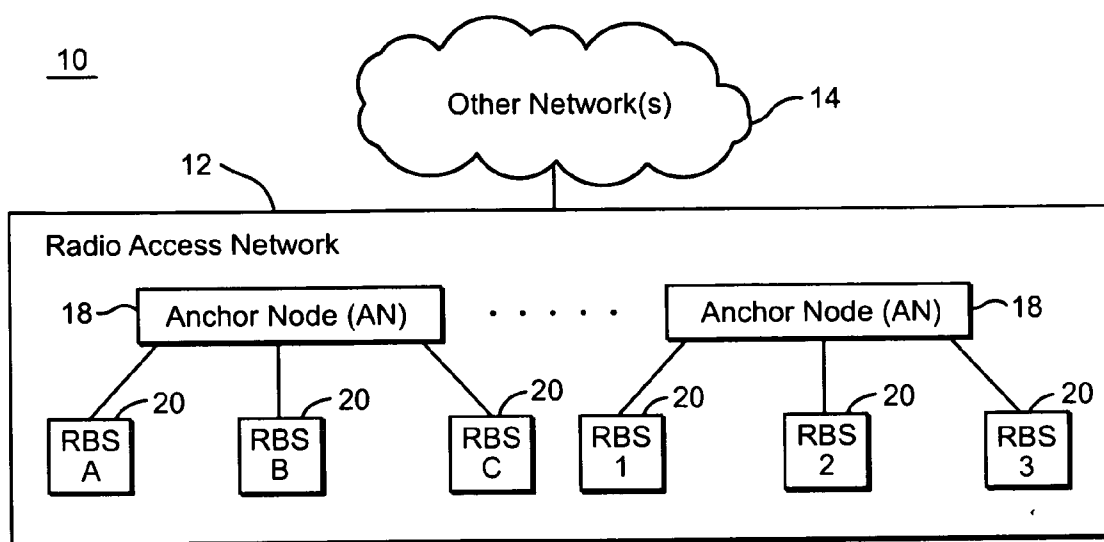 10
Other Network(s)
14
12
Radio Access Network
18
Anchor Node (AN)
. . . . .
Anchor Node (AN)
18
20
20
20
20
20
20
RBS
A
RBS
B
RBS
C
RBS
1
RBS
2
RBS
3